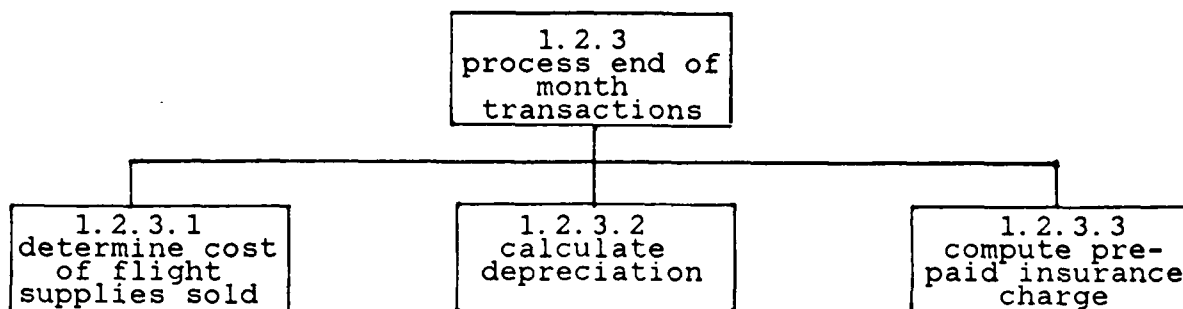 1.2.3
process end of
month
transactions
1.2.3.1
determine cost
of flight
supplies sold
1.2.3.2
calculate
depreciation
1.2.3.3
compute pre-
paid insurance
charge